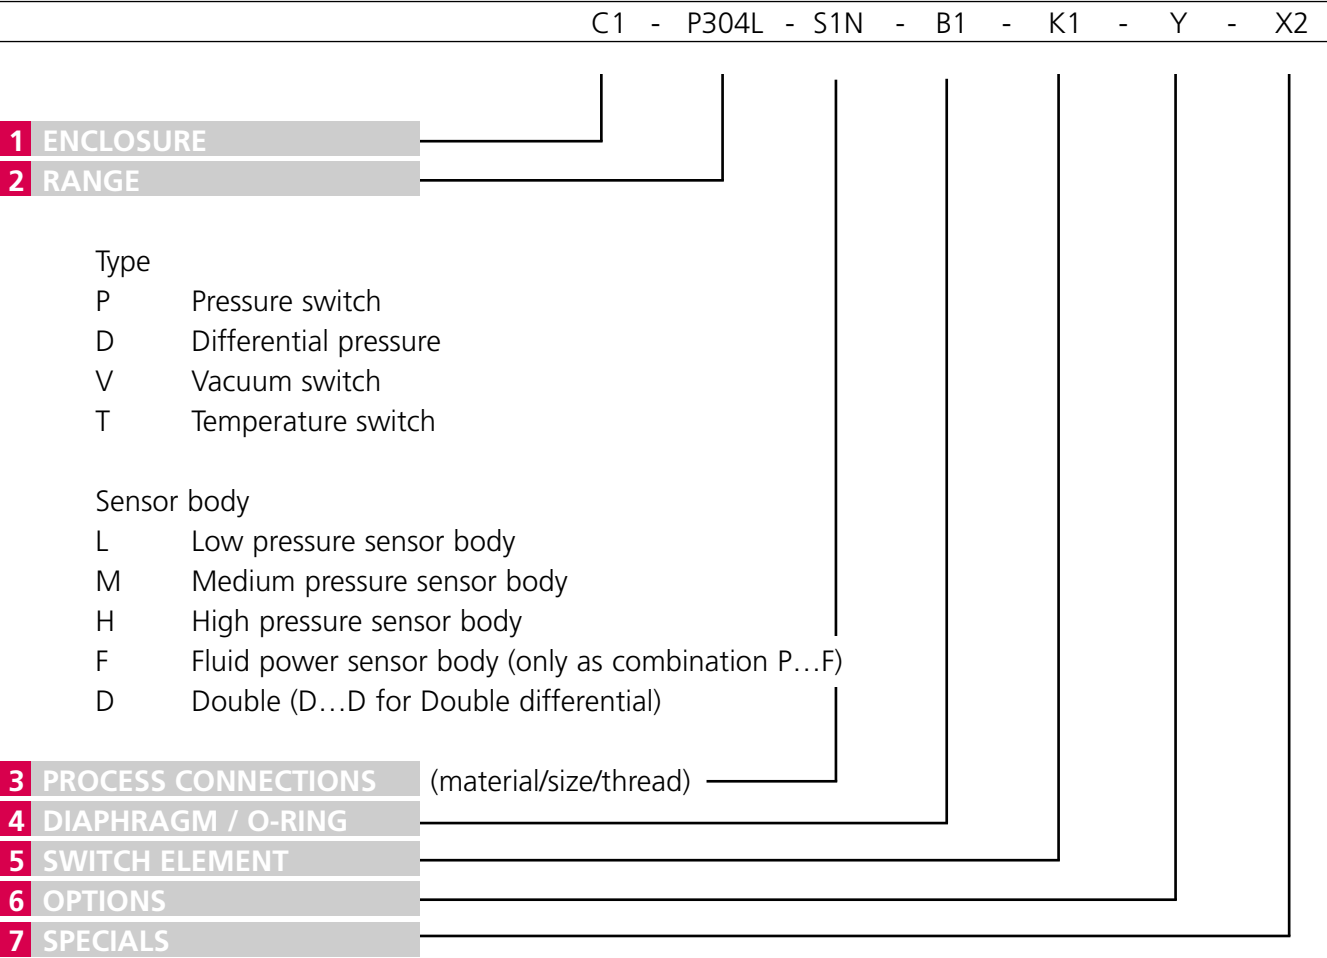 C1 - P304L - S1N - B1 - K1 - Y - X2
1 ENCLOSURE
2 RANGE
Type
P Pressure switch
D Differential pressure
V Vacuum switch
T Temperature switch
Sensor body
L Low pressure sensor body
M Medium pressure sensor body
H High pressure sensor body
F Fluid power sensor body (only as combination P…F)
D Double (D…D for Double differential)
3 PROCESS CONNECTIONS (material/size/thread)
4 DIAPHRAGM / O-RING
5 SWITCH ELEMENT
6 OPTIONS
7 SPECIALS